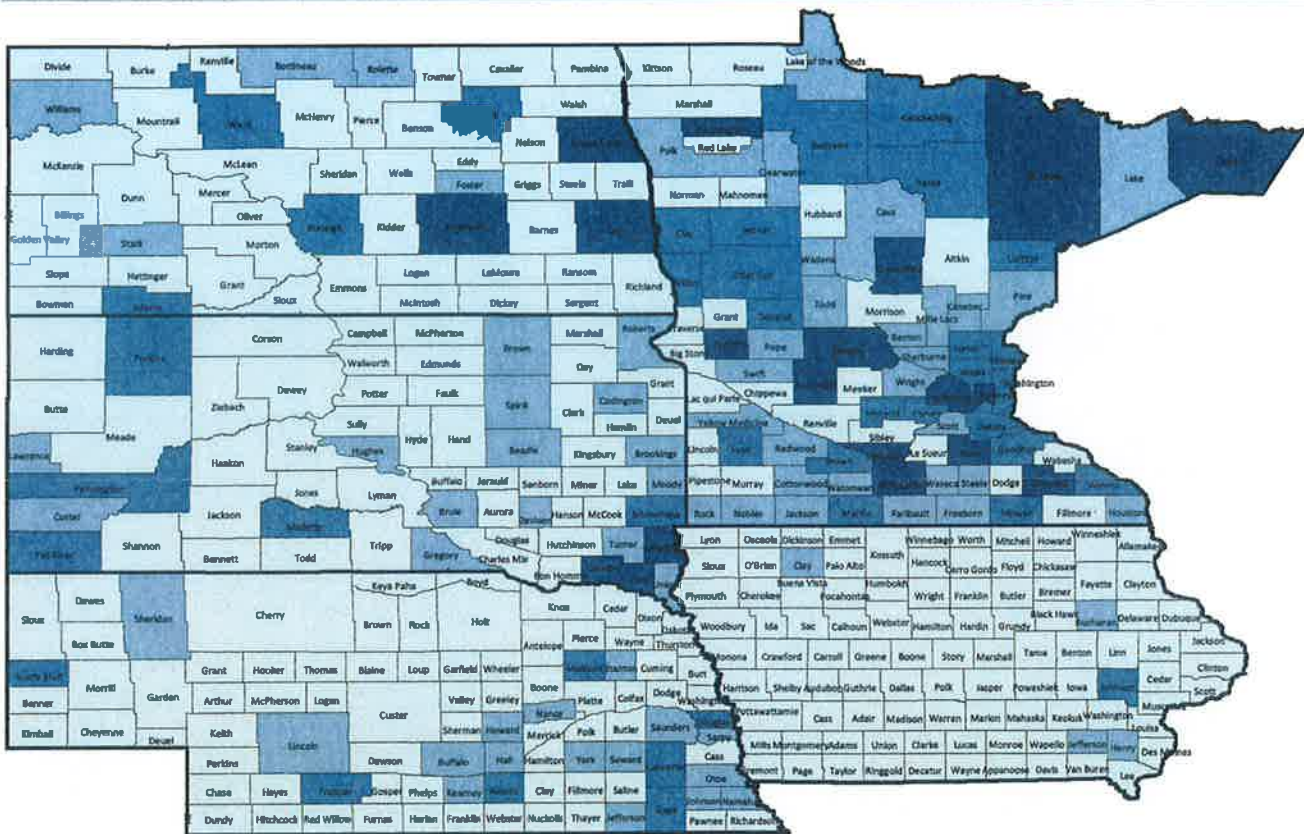 Divide
Burke
Renville
Bottineau
Rolette
Towner
Cavalier
Pembina
Williams
Mountrail
Ward
McHenry
Pierce
Benson
Walsh
Nelson
McKenzie
McLean
Sheridan
Wells
Eddy
Foster
Griggs
Steele
Traill
Dunn
Mercer
Oliver
Billings
Golden Valley
Stark
Morton
Burleigh
Kidder
Barnes
Slope
Hettinger
Grant
Sioux
Emmons
Logan
LaMoure
Ransom
Richland
Bowman
Adams
McIntosh
Dickey
Sargent
Kittson
Roseau
Lake of the Woods
Marshall
Polk
Red Lake
Clearwater
Norman
Mahnomen
Hubbard
Cass
Lake
Clay
Becker
Wadena
Aitkin
Carlton
Otter Tail
Todd
Morrison
Mille Lacs
Kanabec
Pine
Grant
Douglas
Traverse
Big Stone
Pope
Benton
Sherburne
Swift
Wright
Washington
Lac qui Parle
Chippewa
Meeker
Yellow Medicine
Renville
Sibley
Scott
Lincoln
Lyon
Redwood
Brown
Le Sueur
Wabasha
Pipestone
Murray
Cottonwood
Watonwan
Waseca
Steele
Dodge
Rock
Nobles
Jackson
Martin
Faribault
Freeborn
Mower
Fillmore
Houston
Harding
Perkins
Corson
Campbell
McPherson
Brown
Marshall
Roberts
Walworth
Edmunds
Day
Butte
Ziebach
Dewey
Potter
Faulk
Spink
Clark
Codington
Grant
Hamlin
Deuel
Meade
Sully
Hyde
Hand
Lawrence
Haakon
Stanley
Hughes
Beadle
Kingsbury
Brookings
Pennington
Jones
Lyman
Buffalo
Jerauld
Sanborn
Miner
Lake
Moody
Custer
Jackson
Mellette
Brule
Aurora
Hanson
McCook
Fall River
Shannon
Bennett
Todd
Tripp
Gregory
Douglas
Charles Mix
Hutchinson
Turner
Bon Homme
Sioux
Dawes
Box Butte
Sheridan
Cherry
Keya Paha
Boyd
Brown
Rock
Holt
Knox
Cedar
Dixon
Dakota
Antelope
Pierce
Wayne
Thurston
Scotts Bluff
Morrill
Garden
Grant
Hooker
Thomas
Blaine
Loup
Garfield
Wheeler
Boone
Madison
Stanton
Cuming
Burt
Banner
Arthur
McPherson
Logan
Custer
Valley
Greeley
Nance
Platte
Colfax
Dodge
Washington
Kimball
Cheyenne
Deuel
Keith
Lincoln
Sherman
Howard
Merrick
Polk
Butler
Saunders
Sarpy
Perkins
Dawson
Buffalo
Hall
Hamilton
York
Seward
Cass
Otoe
Chase
Hayes
Frontier
Gosper
Phelps
Kearney
Adams
Clay
Fillmore
Saline
Johnson
Dundy
Hitchcock
Red Willow
Furnas
Harlan
Franklin
Webster
Nuckolls
Thayer
Jefferson
Gage
Pawnee
Richardson
Lyon
Osceola
Dickinson
Emmet
Kossuth
Winnebago
Worth
Mitchell
Howard
Winneshiek
Allamakee
Sioux
O'Brien
Clay
Palo Alto
Hancock
Cerro Gordo
Floyd
Chickasaw
Plymouth
Cherokee
Buena Vista
Pocahontas
Humboldt
Wright
Franklin
Butler
Bremer
Fayette
Clayton
Woodbury
Ida
Sac
Calhoun
Webster
Hamilton
Hardin
Grundy
Black Hawk
Buchanan
Delaware
Dubuque
Monona
Crawford
Carroll
Greene
Boone
Story
Marshall
Tama
Benton
Linn
Jones
Jackson
Harrison
Shelby
Audubon
Guthrie
Dallas
Polk
Jasper
Poweshiek
Iowa
Cedar
Clinton
Scott
Pottawattamie
Cass
Adair
Madison
Warren
Marion
Mahaska
Keokuk
Washington
Louisa
Mills
Montgomery
Adams
Union
Clarke
Lucas
Monroe
Wapello
Jefferson
Henry
Des Moines
Page
Taylor
Ringgold
Decatur
Wayne
Appanoose
Davis
Van Buren
Lee